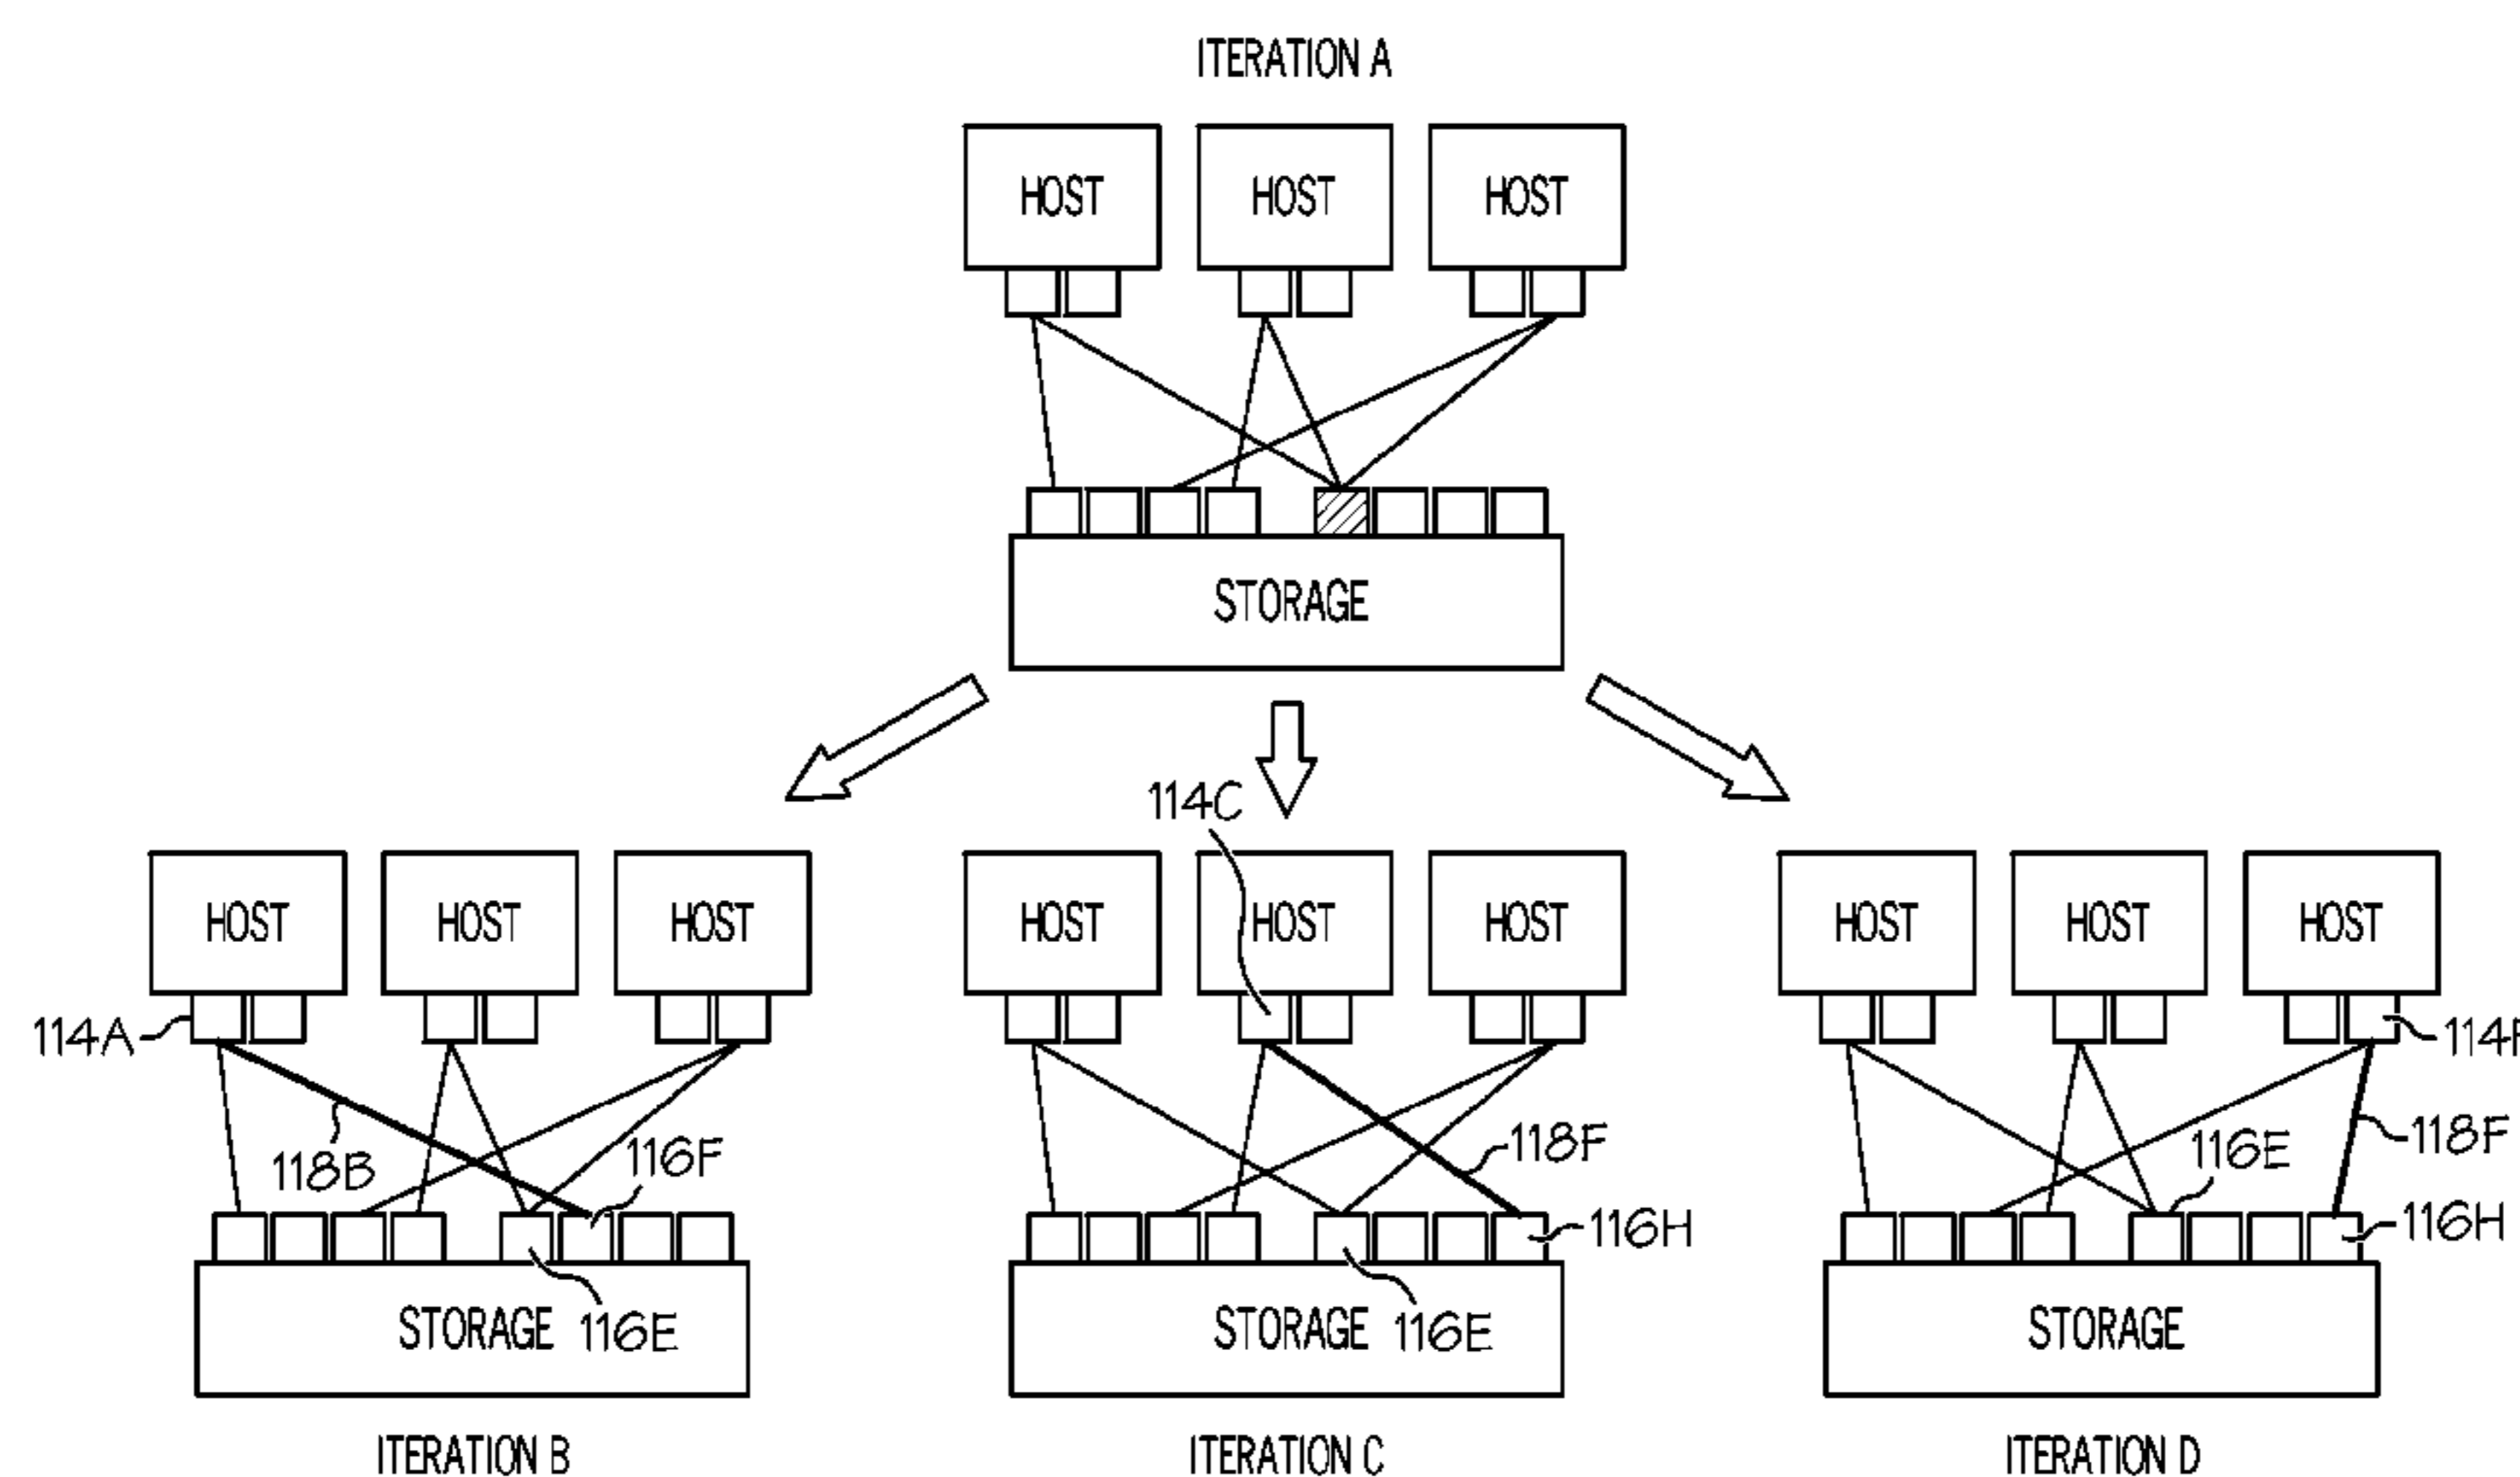 ITERATION A
HOST HOST HOST
STORAGE
114C
HOST HOST HOST HOST HOST HOST HOST HOST HOST
114A
118B 116F 118F 116E 118F
116H 116H
STORAGE 116E STORAGE 116E STORAGE
ITERATION B ITERATION C ITERATION D